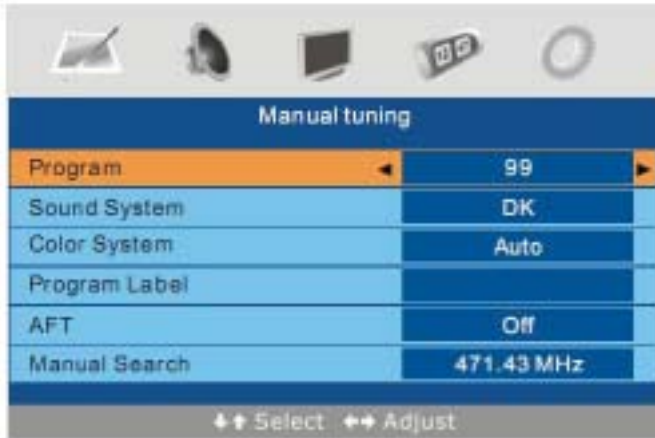 Manual tuning
Program ◄ 99 ►
Sound System DK
Color System Auto
Program Label
AFT Off
Manual Search 471.43 MHz
Select Adjust